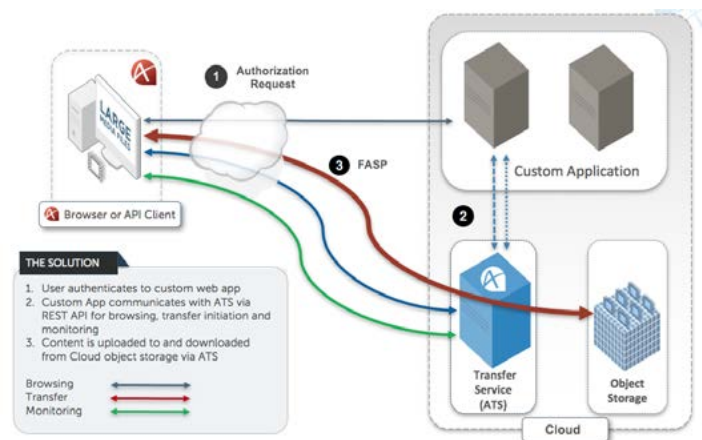 1 Authorization
Request
LARGE
MEDIA FILES
3 FASP
Custom Application
2
Browser or API Client
THE SOLUTION
1. User authenticates to custom web app
2. Custom App communicates with ATS via
REST API for browsing, transfer initiation and
monitoring
3. Content is uploaded to and downloaded
from Cloud object storage via ATS
Browsing
Transfer
Monitoring
Transfer
Service
(ATS)
Object
Storage
Cloud